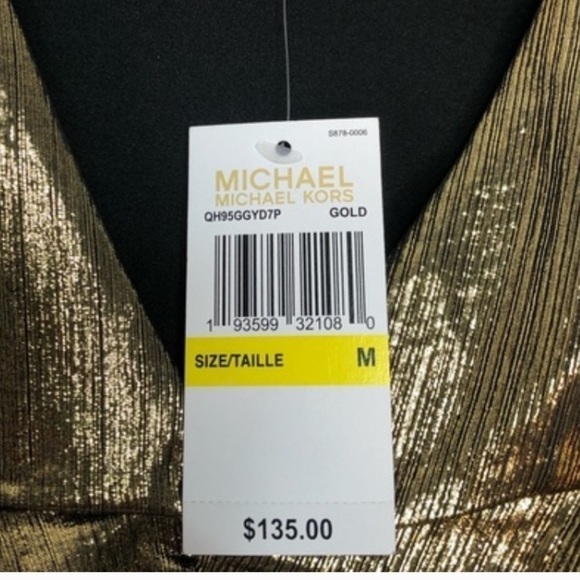 S878-0006
MICHAEL
MICHAEL KORS
QH95GGYD7P GOLD
1 93599 32108 0
SIZE/TAILLE M
$135.00